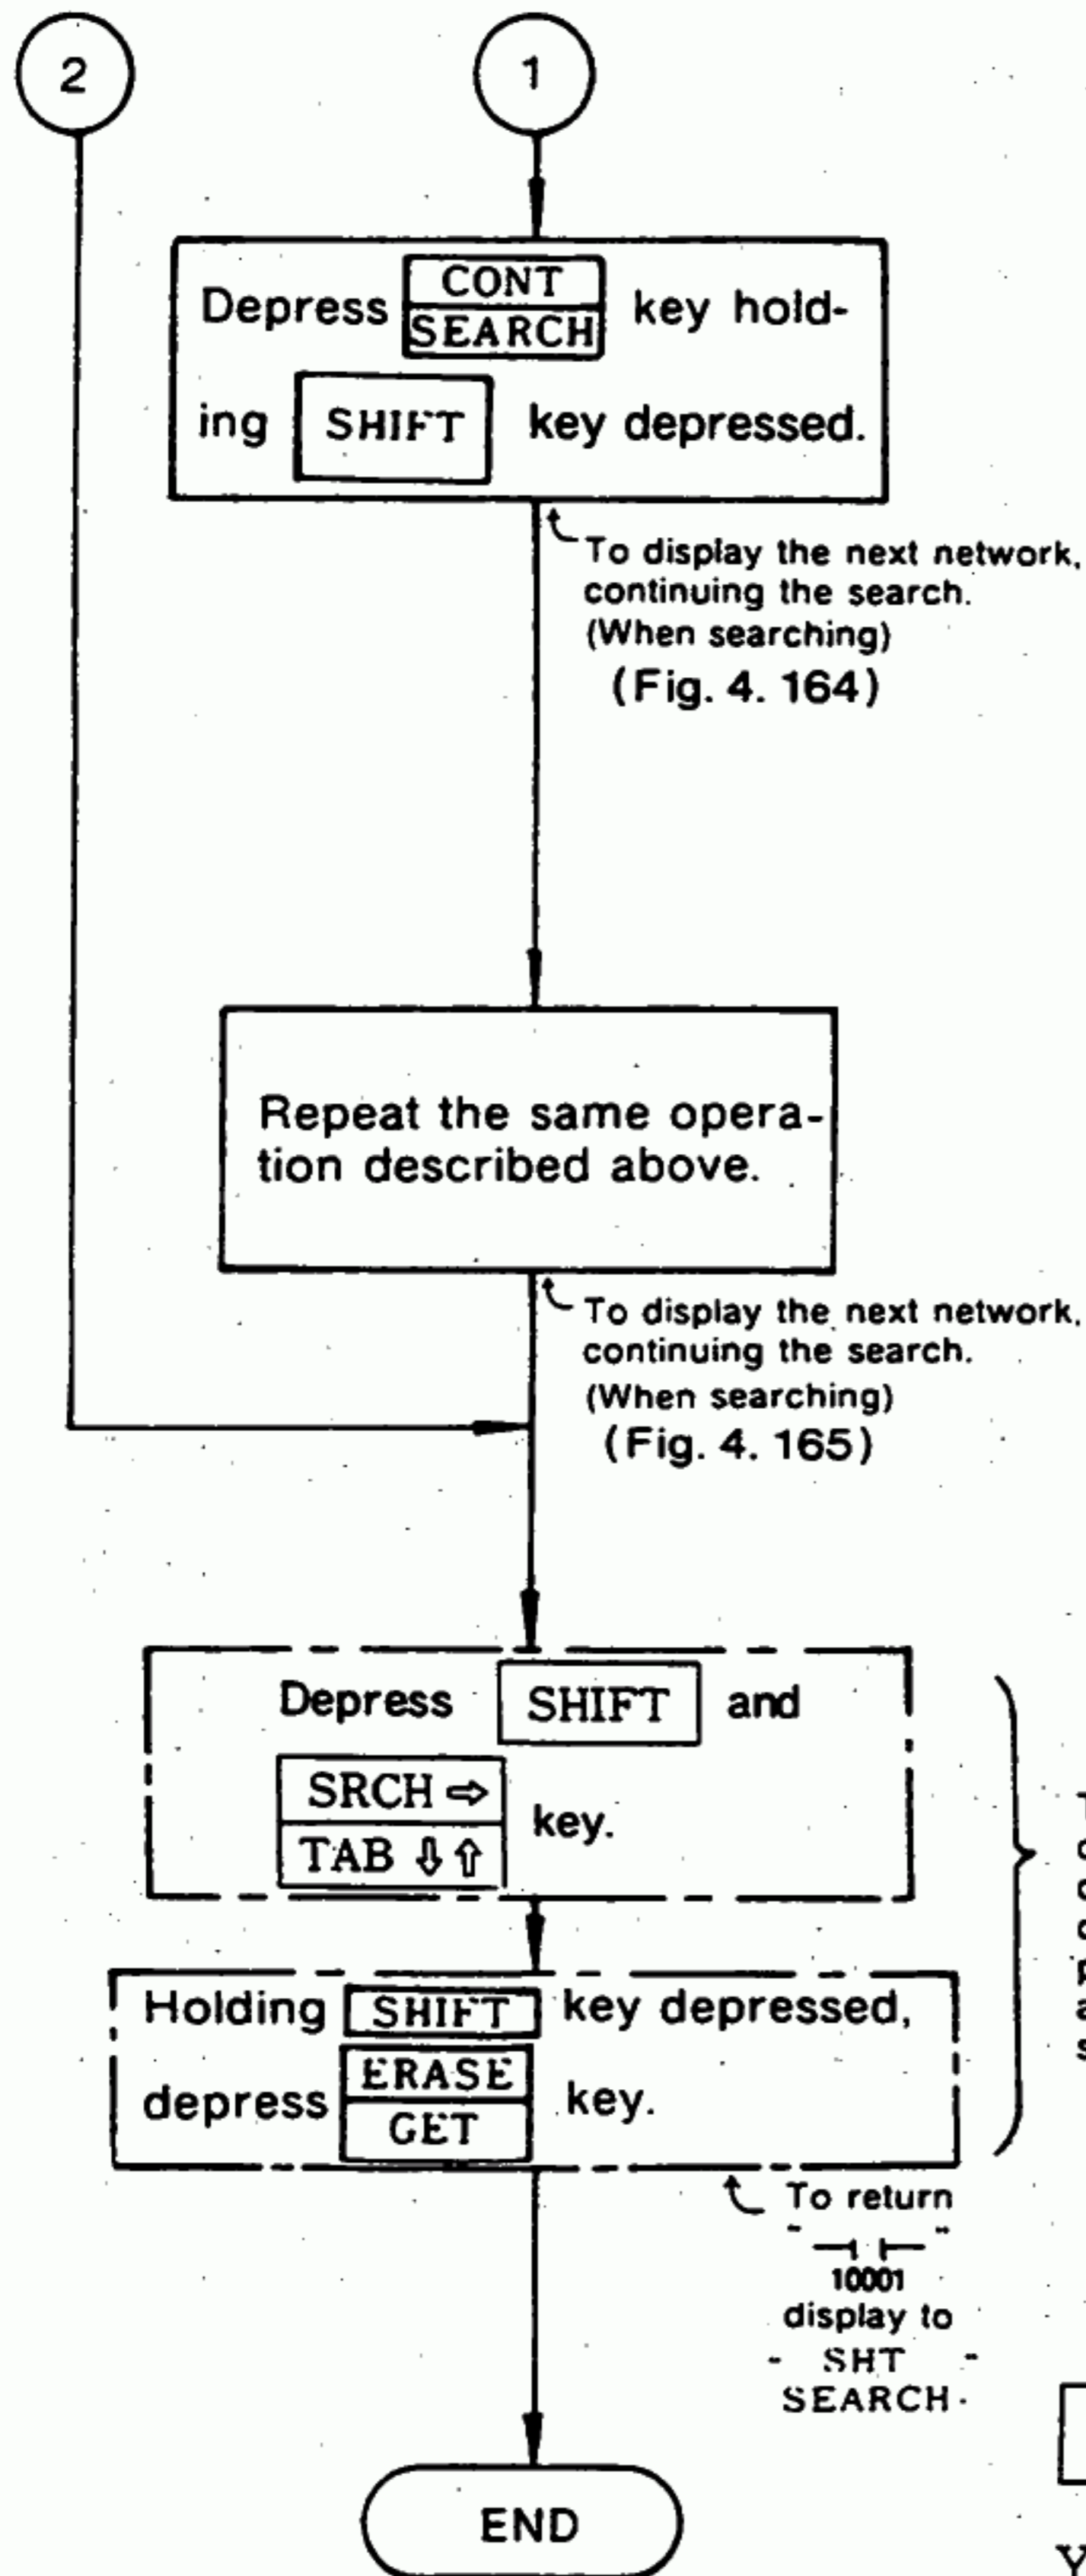 2
1
Depress CONT SEARCH key hold-
ing SHIFT key depressed.
To display the next network,
continuing the search.
(When searching)
(Fig. 4. 164)
Repeat the same opera-
tion described above.
To display the next network,
continuing the search.
(When searching)
(Fig. 4. 165)
Depress SHIFT and
SRCH ⇨
TAB ⇩⇧ key.
Holding SHIFT key depressed,
depress ERASE GET key.
To return
10001
display to
SHT
SEARCH
END